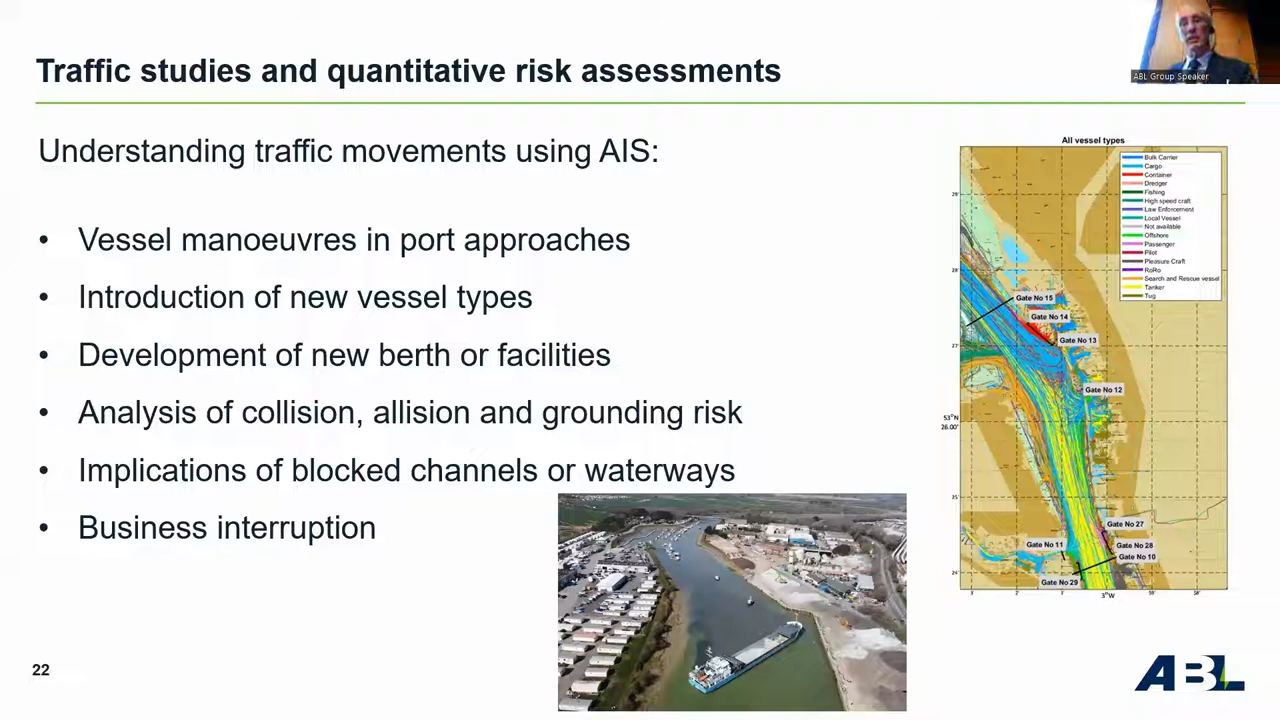 Traffic studies and quantitative risk assessments
ABL Group Speaker
Understanding traffic movements using AIS:
• Vessel manoeuvres in port approaches
• Introduction of new vessel types
• Development of new berth or facilities
• Analysis of collision, allision and grounding risk
• Implications of blocked channels or waterways
• Business interruption
All vessel types
Bulk Carrier
Cargo
Container
Dredger
Fishing
High speed craft
Law Enforcement
Local Vessel
Not available
Offshore
Passenger
Pilot
Pleasure Craft
RoRo
Search and Rescue vessel
Tanker
Tug
Gate No 15
Gate No 14
Gate No 13
Gate No 12
53°N
26.00'
Gate No 27
Gate No 11
Gate No 28
Gate No 10
Gate No 29
3°W
22
ABL